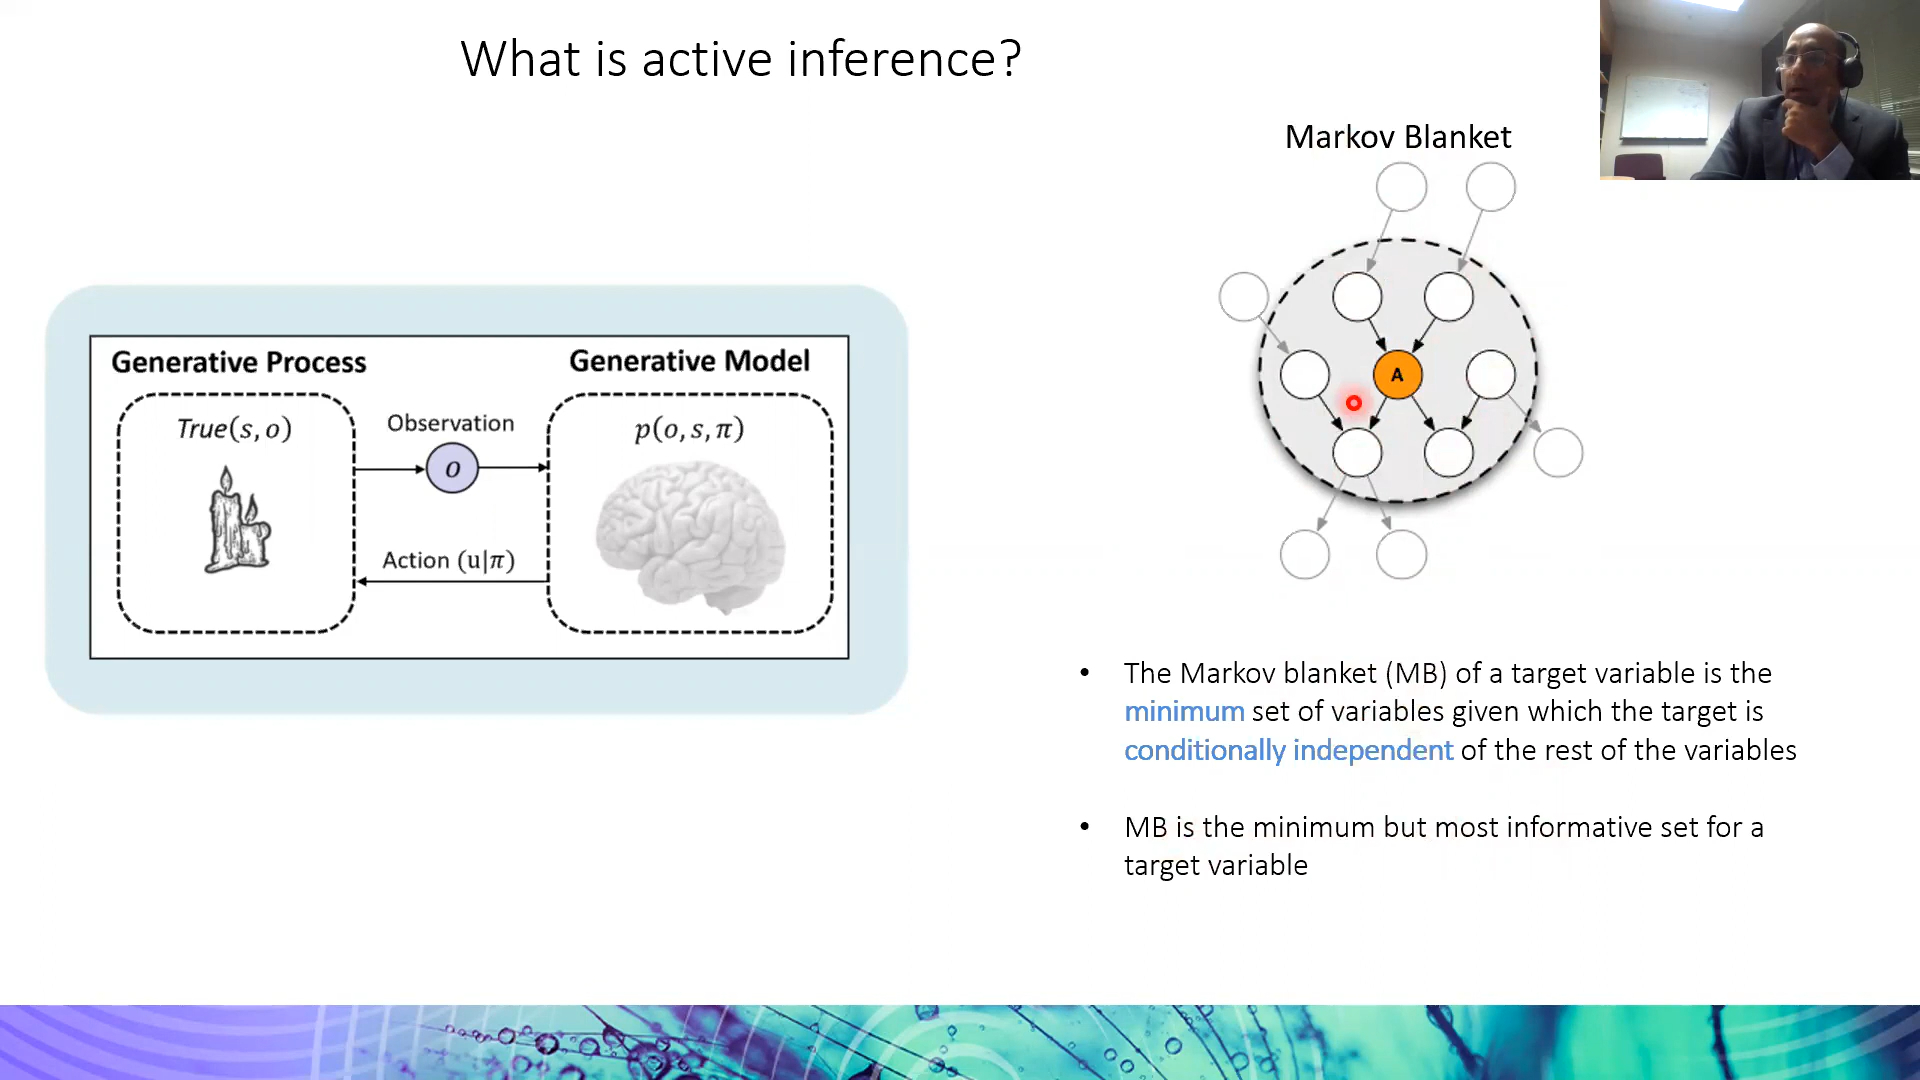 What is active inference?
Generative Process
Generative Model
True(s, o)
Observation
o
Action (u|π)
p(o, s, π)
Markov Blanket
A
• The Markov blanket (MB) of a target variable is the
minimum set of variables given which the target is
conditionally independent of the rest of the variables
• MB is the minimum but most informative set for a
target variable